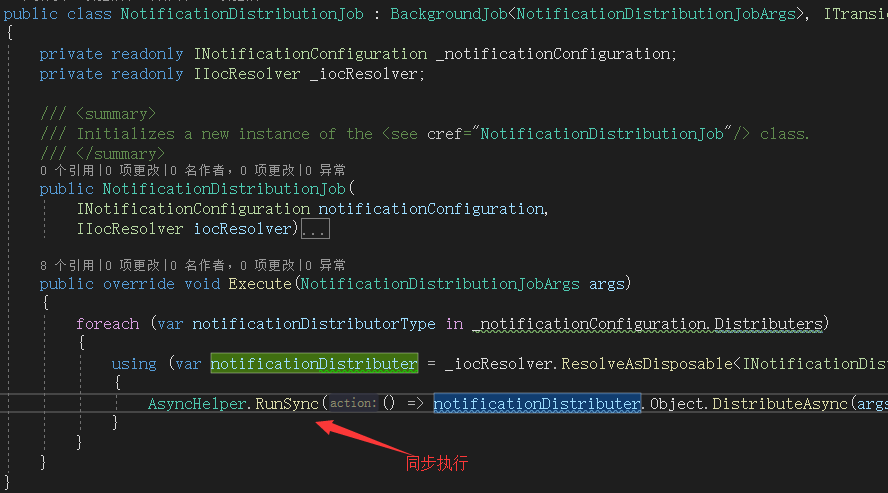 public class NotificationDistributionJob : BackgroundJob<NotificationDistributionJobArgs>, ITransi
{
private readonly INotificationConfiguration _notificationConfiguration;
private readonly IIocResolver _iocResolver;
/// <summary>
/// Initializes a new instance of the <see cref="NotificationDistributionJob"/> class.
/// </summary>
0 个引用|0 项更改|0 名作者，0 项更改|0 异常
public NotificationDistributionJob(
INotificationConfiguration notificationConfiguration,
IIocResolver iocResolver)...
8 个引用|0 项更改|0 名作者，0 项更改|0 异常
public override void Execute(NotificationDistributionJobArgs args)
{
foreach (var notificationDistributorType in _notificationConfiguration.Distributers)
{
using (var notificationDistributer = _iocResolver.ResolveAsDisposable<INotificationDis
{
AsyncHelper.RunSync(action: () => notificationDistributer.Object.DistributeAsync(args
}
}
同步执行
}
}